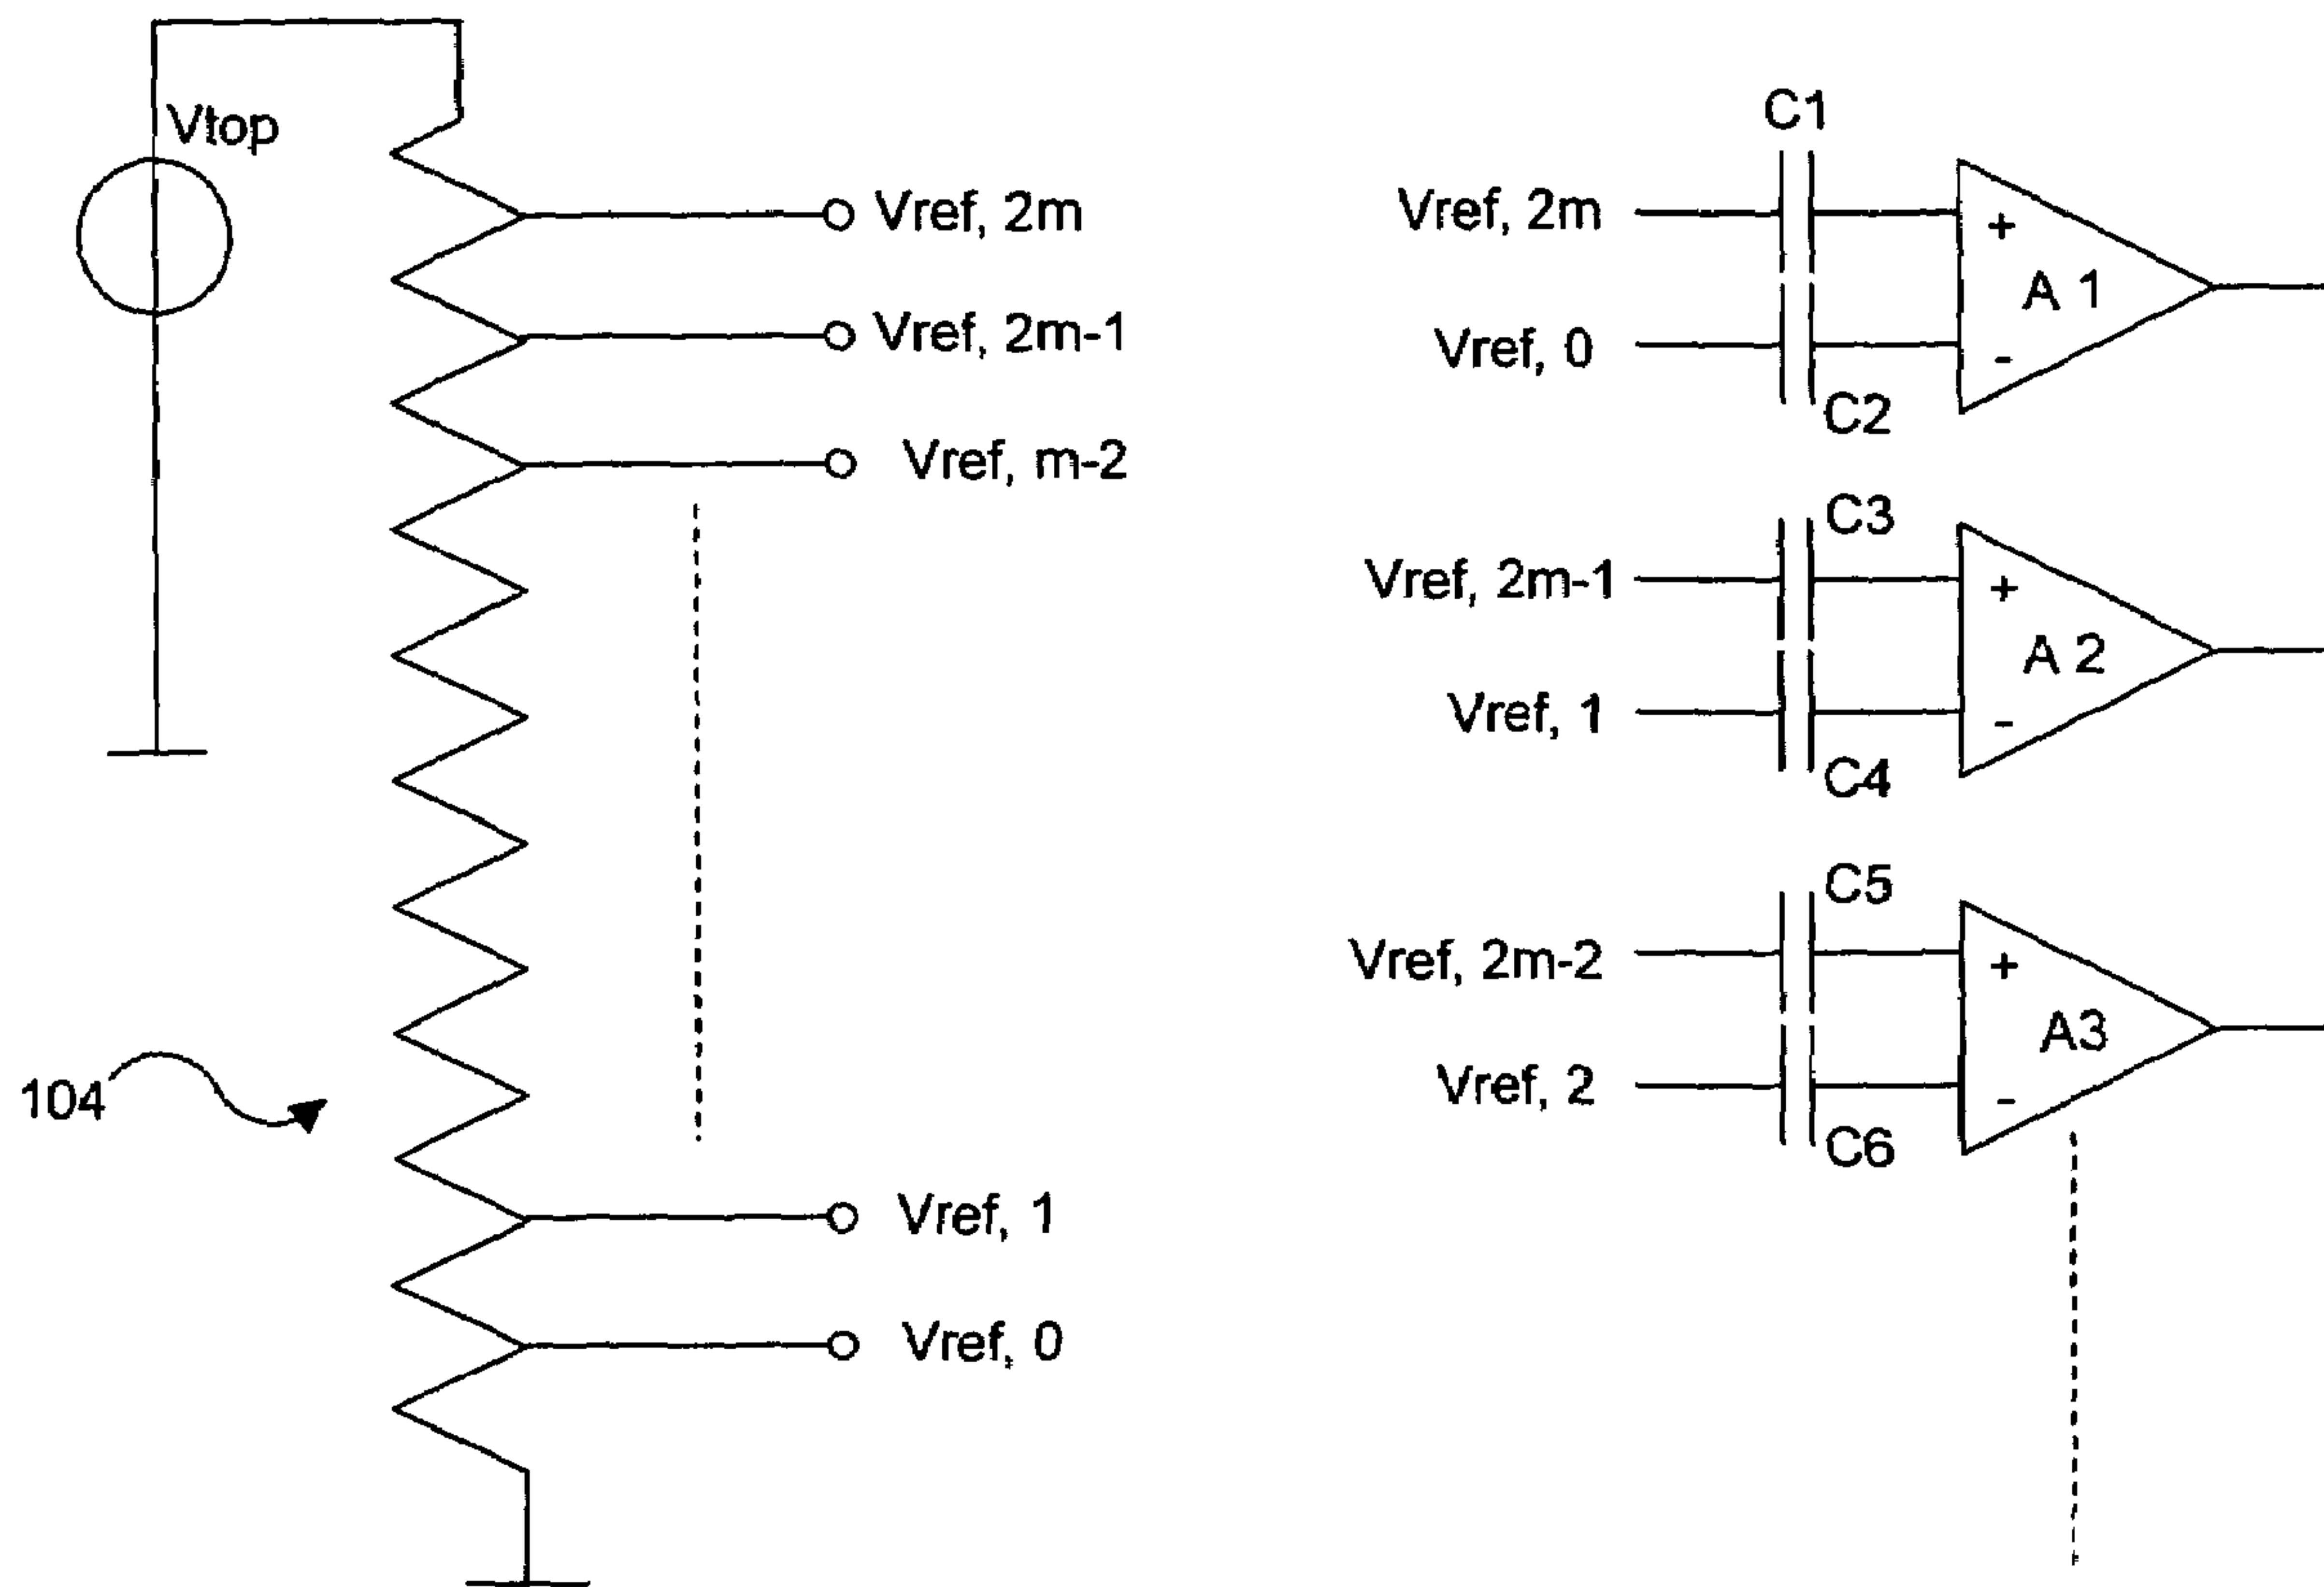 Vtop
Vref, 2m
Vref, 2m-1
Vref, m-2
Vref, 1
Vref, 0
104
C1
Vref, 2m
+
A 1
Vref, 0
-
C2
C3
Vref, 2m-1
+
A 2
Vref, 1
-
C4
C5
Vref, 2m-2
+
A3
Vref, 2
-
C6